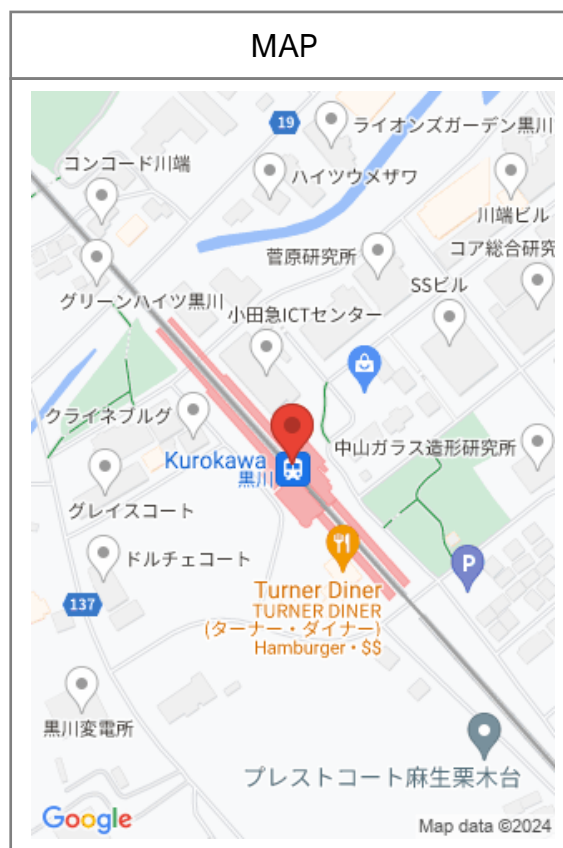 MAP
19
ライオンズガーデン黒川
コンコード川端
ハイツウメザワ
川端ビル
菅原研究所
コア総合研究
SSビル
グリーンハイツ黒川
小田急ICTセンター
クライネブルグ
中山ガラス造形研究所
Kurokawa
黒川
グレイスコート
ドルチェコート
P
Turner Diner
137
TURNER DINER
(ターナー・ダイナー)
Hamburger・$$
黒川変電所
プレストコート麻生栗木台
Google
Map data ©2024